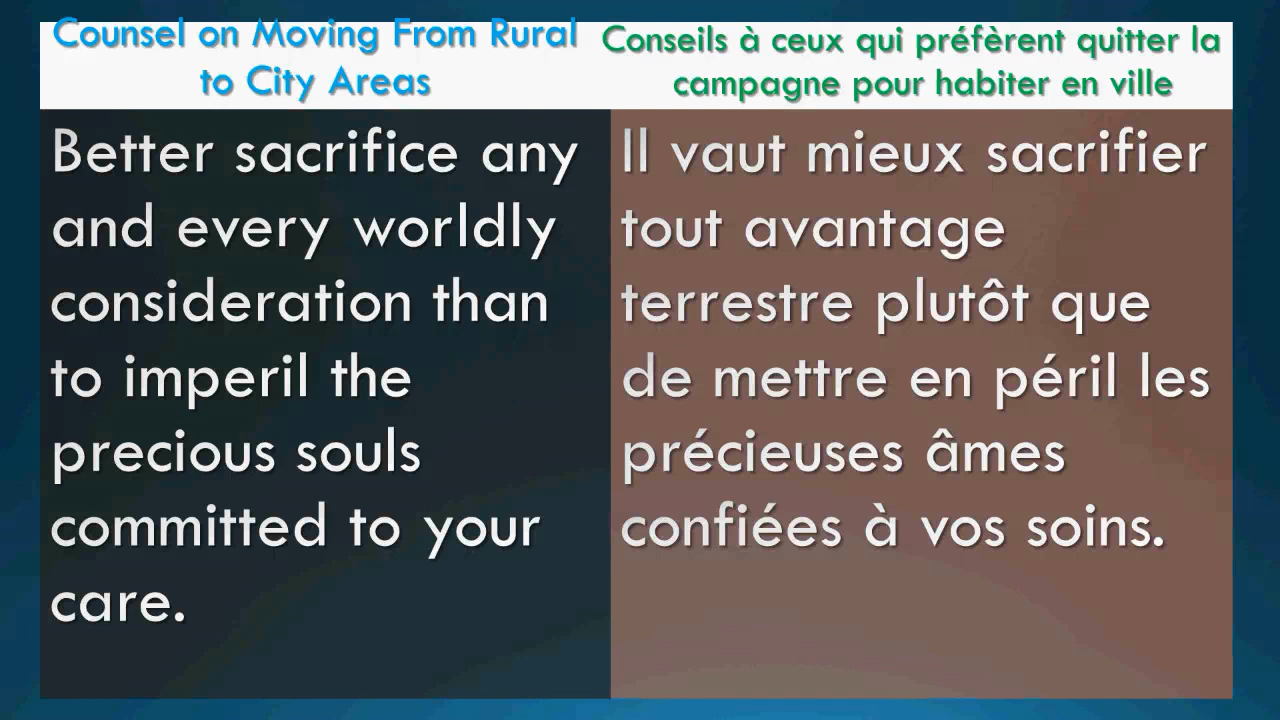 Counsel on Moving From Rural
to City Areas
Conseils à ceux qui préfèrent quitter la
campagne pour habiter en ville
Better sacrifice any
and every worldly
consideration than
to imperil the
precious souls
committed to your
care.
Il vaut mieux sacrifier
tout avantage
terrestre plutôt que
de mettre en péril les
précieuses âmes
confiées à vos soins.